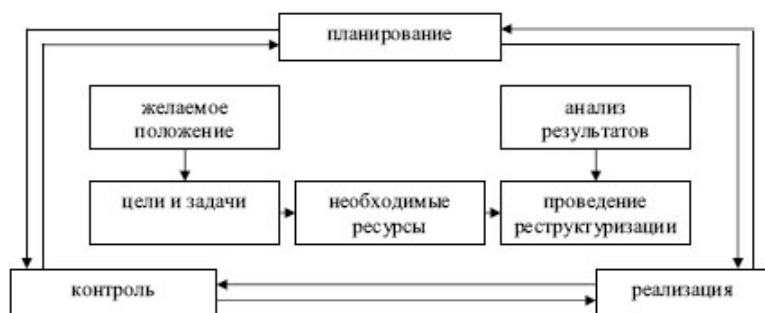 планирование
желаемое
положение
анализ
результатов
цели и задачи
необходимые
ресурсы
проведение
реструктуризации
контроль
реализация